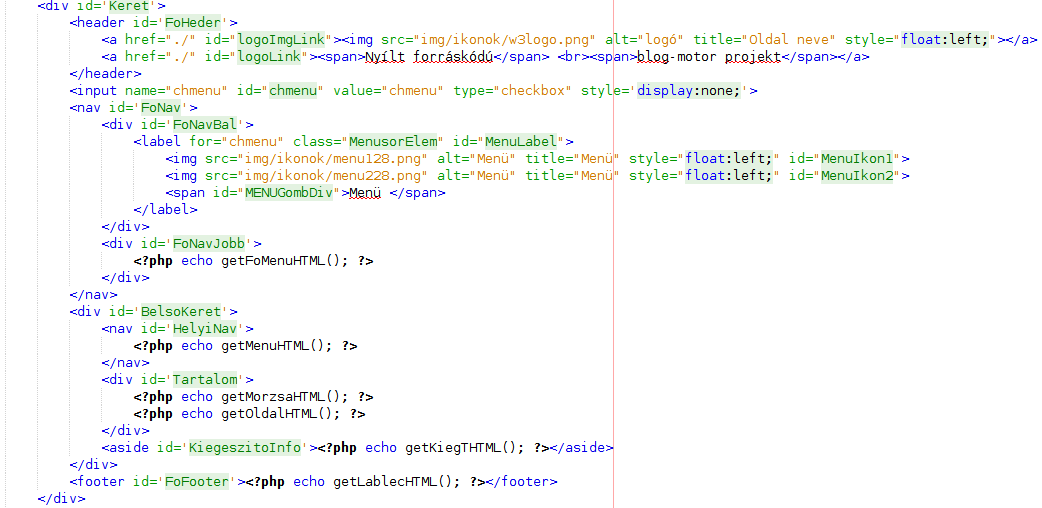 <div id='Keret'>
<header id='FoHeder'>
<a href="./" id="logoImgLink"><img src="img/ikonok/w3logo.png" alt="logó" title="Oldal neve" style="float:left;"></a>
<a href="./" id="logoLink"><span>Nyílt forráskódú</span> <br><span>blog-motor projekt</span></a>
</header>
<input name="chmenu" id="chmenu" value="chmenu" type="checkbox" style='display:none;'>
<nav id='FoNav'>
<div id='FoNavBal'>
<label for="chmenu" class="MenusorElem" id="MenuLabel">
<img src="img/ikonok/menu128.png" alt="Menü" title="Menü" style="float:left;" id="MenuIkon1">
<img src="img/ikonok/menu228.png" alt="Menü" title="Menü" style="float:left;" id="MenuIkon2">
<span id="MENUGombDiv">Menü </span>
</label>
</div>
<div id='FoNavJobb'>
<?php echo getFoMenuHTML(); ?>
</div>
</nav>
<div id='BelsoKeret'>
<nav id='HelyiNav'>
<?php echo getMenuHTML(); ?>
</nav>
<div id='Tartalom'>
<?php echo getMorzsaHTML(); ?>
<?php echo getOldalHTML(); ?>
</div>
<aside id='KiegeszitoInfo'><?php echo getKiegTHTML(); ?></aside>
</div>
<footer id='FoFooter'><?php echo getLablecHTML(); ?></footer>
</div>